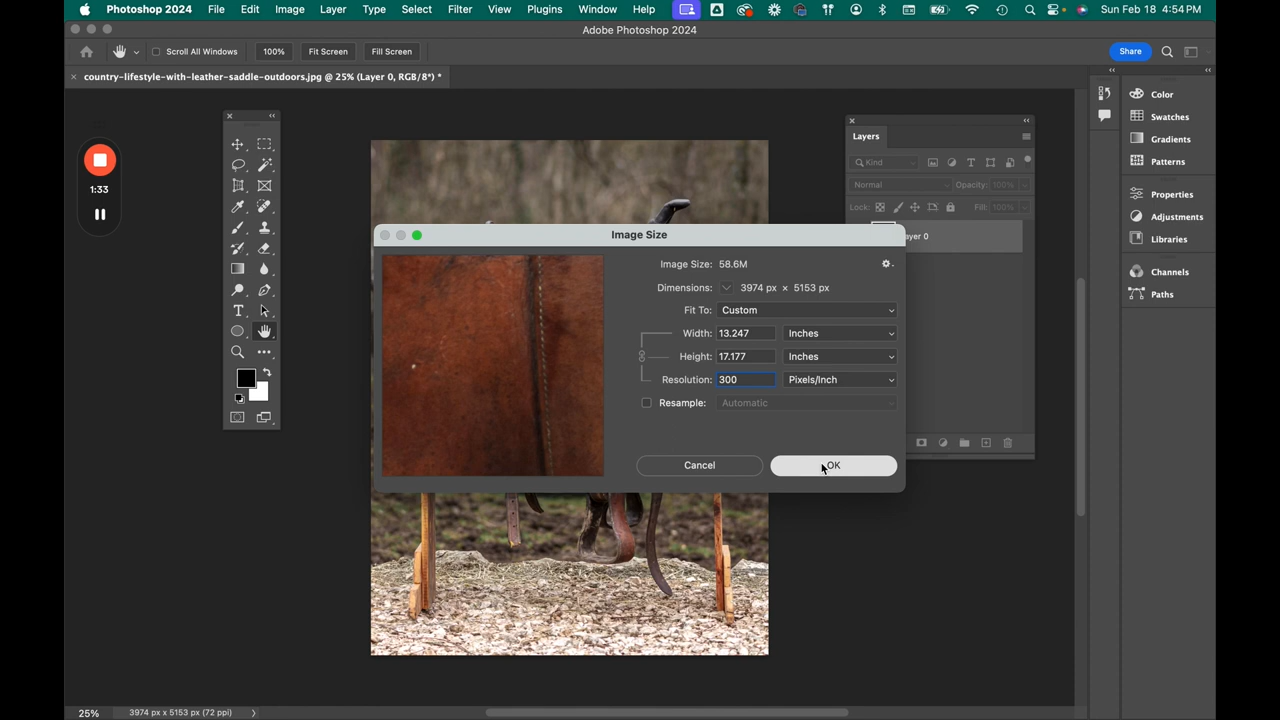 Photoshop 2024 File Edit Image Layer Type Select Filter View Plugins Window Help Sun Feb 18 4:54 PM
Adobe Photoshop 2024
Scroll All Windows 100% Fit Screen Fill Screen Share
country-lifestyle-with-leather-saddle-outdoors.jpg @ 25% (Layer 0, RGB/8*) *
1:33
Layers
Kind
Normal Opacity: 100%
Lock: Fill: 100%
ayer 0
Color
Swatches
Gradients
Patterns
Properties
Adjustments
Libraries
Channels
Paths
Image Size
Image Size: 58.6M
Dimensions: 3974 px × 5153 px
Fit To: Custom
Width: 13.247 Inches
Height: 17.177 Inches
Resolution: 300 Pixels/Inch
Resample: Automatic
Cancel OK
25% 3974 px x 5153 px (72 ppi)